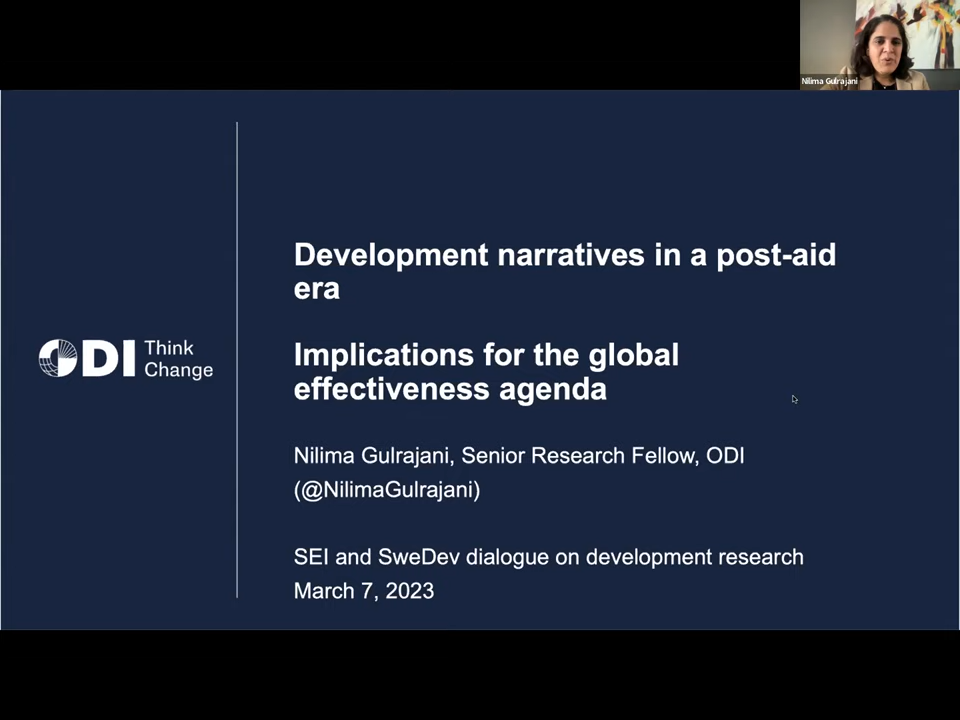 Nilima Gulrajani
Development narratives in a post-aid
era
Implications for the global
effectiveness agenda
ODI Think
Change
Nilima Gulrajani, Senior Research Fellow, ODI
(@NilimaGulrajani)
SEI and SweDev dialogue on development research
March 7, 2023